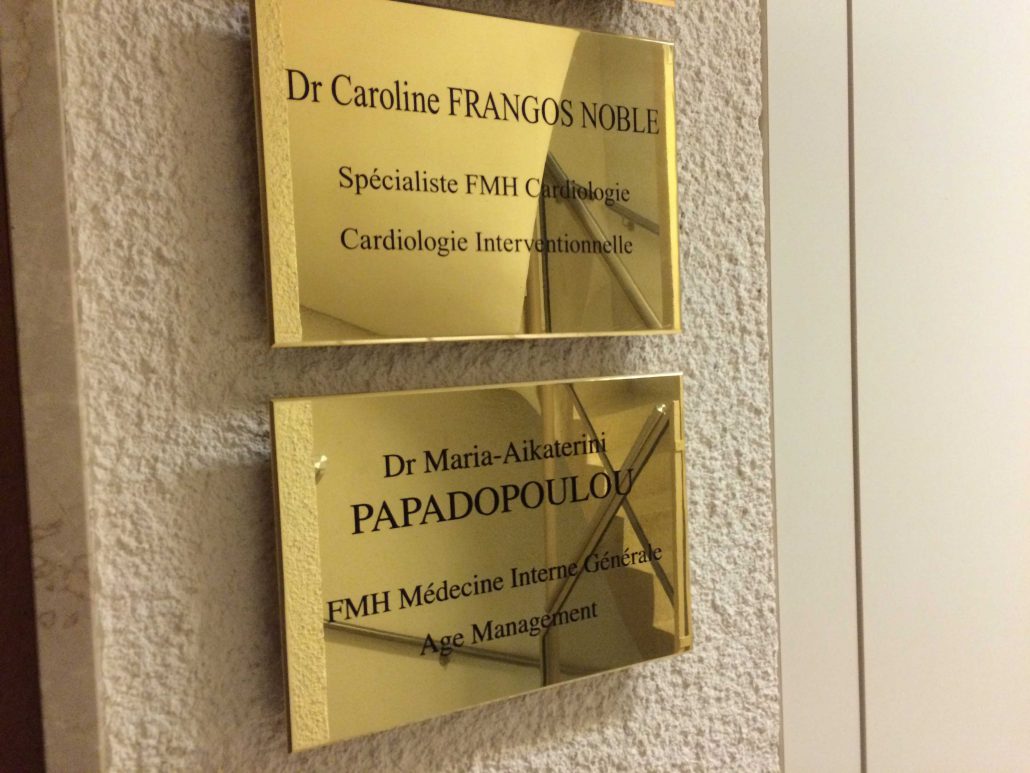 Dr Caroline FRANGOS NOBLE
Spécialiste FMH Cardiologie
Cardiologie Interventionnelle
Dr Maria-Aikaterini
PAPADOPOULOU
FMH Médecine Interne Générale
Age Management